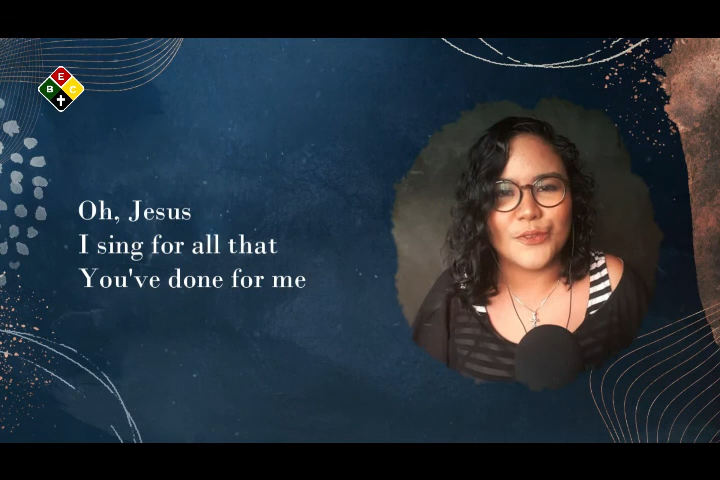 E
B C
Oh, Jesus
I sing for all that
You've done for me